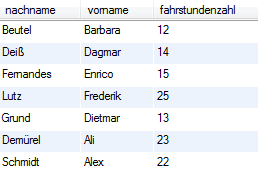 nachname vorname fahrstundenzahl
Beutel Barbara 12
Deiß Dagmar 14
Fernandes Enrico 15
Lutz Frederik 25
Grund Dietmar 13
Demürel Ali 23
Schmidt Alex 22